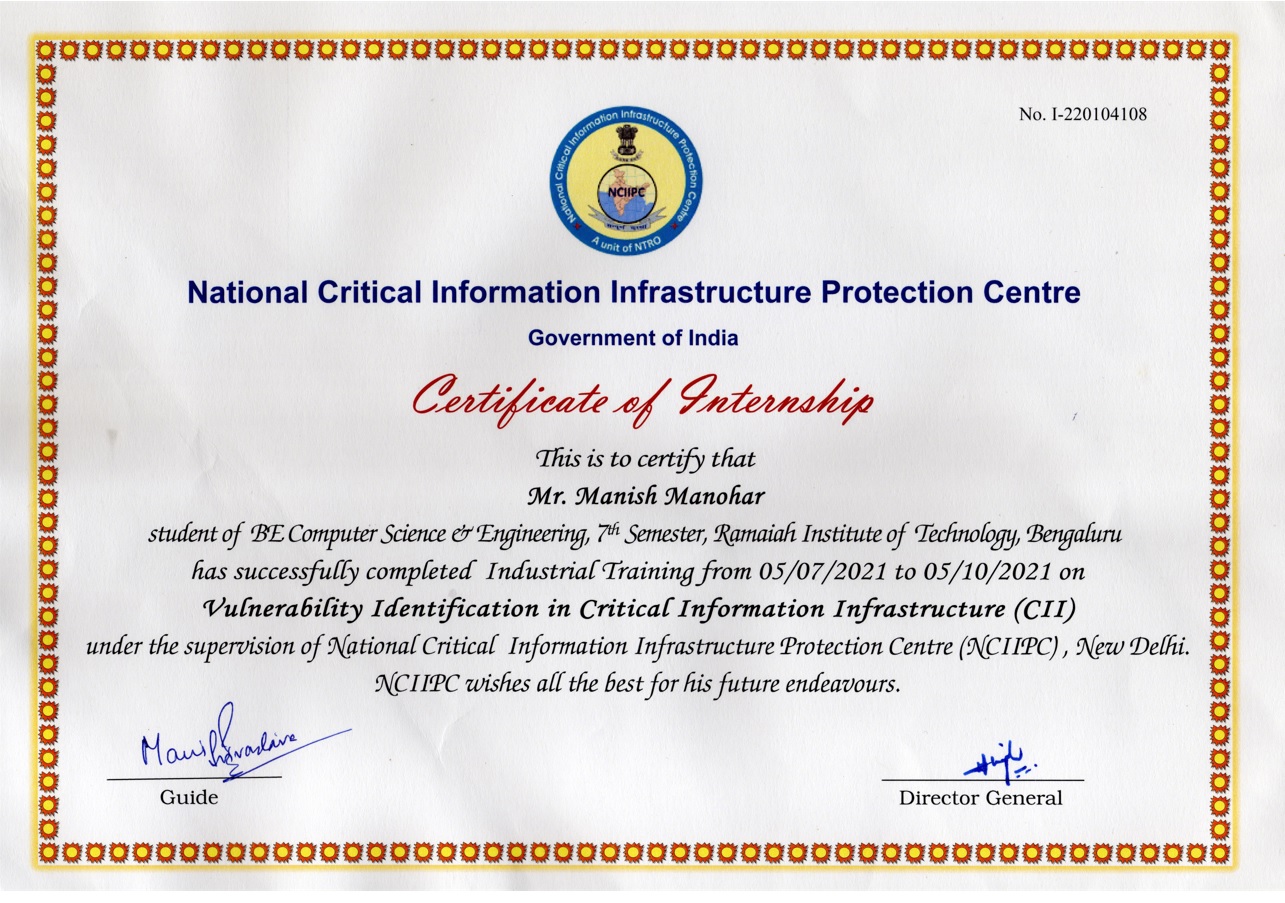 No. I-220104108
National Critical Information Infrastructure Protection Centre
NCIIPC
A unit of NTRO
National Critical Information Infrastructure Protection Centre
Government of India
Certificate of Internship
This is to certify that
Mr. Manish Manohar
student of BE Computer Science & Engineering, 7th Semester, Ramaiah Institute of Technology, Bengaluru
has successfully completed Industrial Training from 05/07/2021 to 05/10/2021 on
Vulnerability Identification in Critical Information Infrastructure (CII)
under the supervision of National Critical Information Infrastructure Protection Centre (NCIIPC) , New Delhi.
NCIIPC wishes all the best for his future endeavours.
Guide
Director General